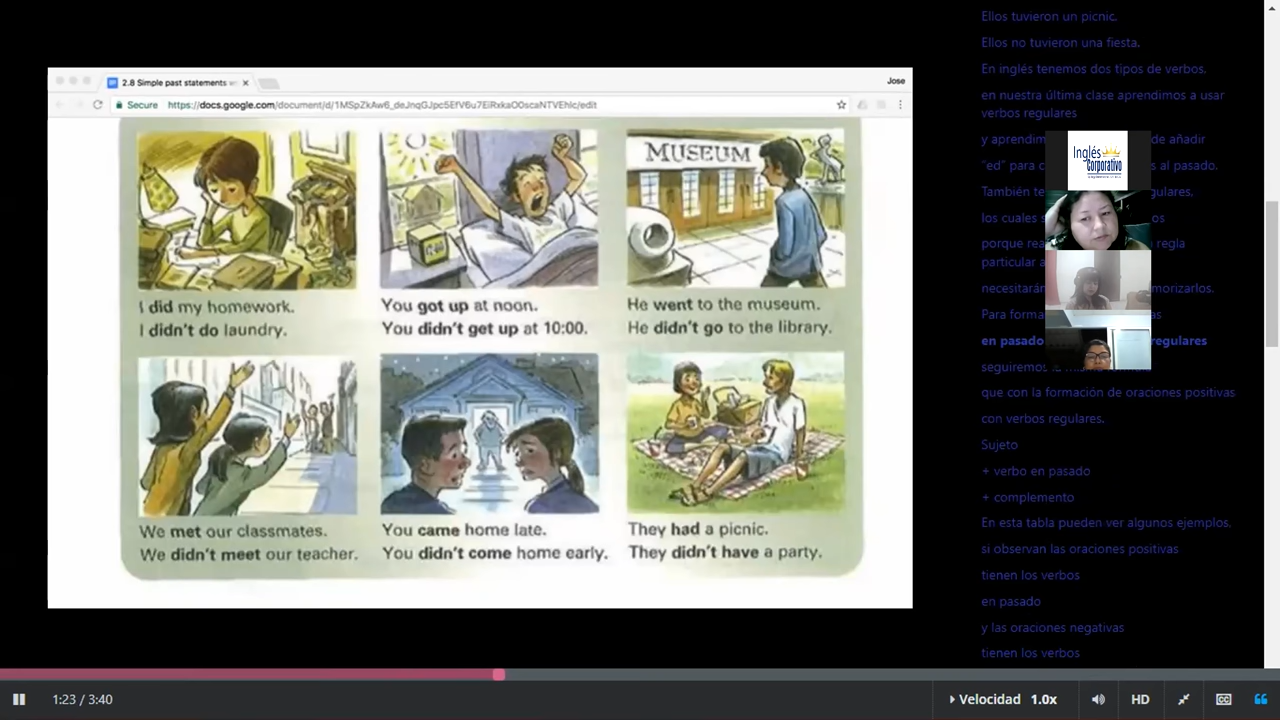 2.8 Simple past statements
Jose
Secure
https://docs.google.com/document/d/1MSpZkAw6_deJnqGJpc5EfV6u7EiRxkaO0scaNTVEhlc/edit
MUSEUM
I did my homework.
I didn't do laundry.
You got up at noon.
You didn't get up at 10:00.
He went to the museum.
He didn't go to the library.
We met our classmates.
We didn't meet our teacher.
You came home late.
You didn't come home early.
They had a picnic.
They didn't have a party.
Ellos tuvieron un picnic.
Ellos no tuvieron una fiesta.
En inglés tenemos dos tipos de verbos.
en nuestra última clase aprendimos a usar
verbos regulares
y aprendim de añadir
"ed" para c s al pasado.
También te gulares,
los cuales s os
porque rea regla
particular a
necesitarán morizarlos.
Para forma as
en pasado regulares
seguiremos
que con la formación de oraciones positivas
con verbos regulares.
Sujeto
+ verbo en pasado
+ complemento
En esta tabla pueden ver algunos ejemplos.
si observan las oraciones positivas
tienen los verbos
en pasado
y las oraciones negativas
tienen los verbos
Inglés
Corporativo
1:23 / 3:40
Velocidad 1.0x
HD
CC